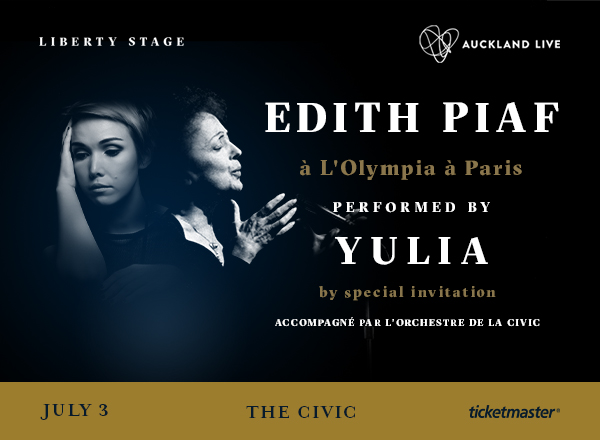 LIBERTY STAGE
AUCKLAND LIVE
EDITH PIAF
à L'Olympia à Paris
PERFORMED BY
YULIA
by special invitation
ACCOMPAGNÉ PAR L'ORCHESTRE DE LA CIVIC
JULY 3
THE CIVIC
ticketmaster®